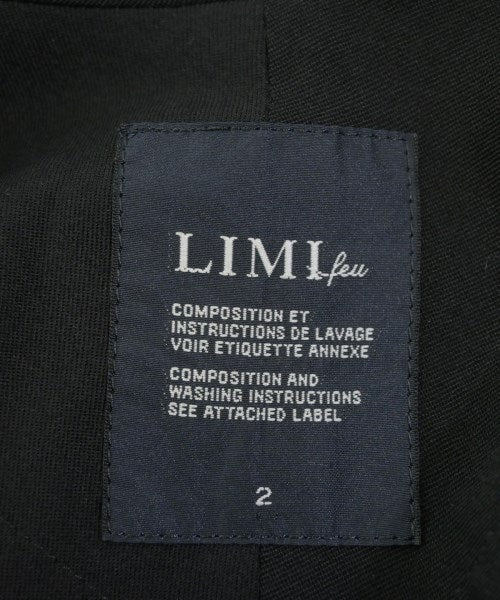 LIMI feu
COMPOSITION ET
INSTRUCTIONS DE LAVAGE
VOIR ETIQUETTE ANNEXE
COMPOSITION AND
WASHING INSTRUCTIONS
SEE ATTACHED LABEL
2